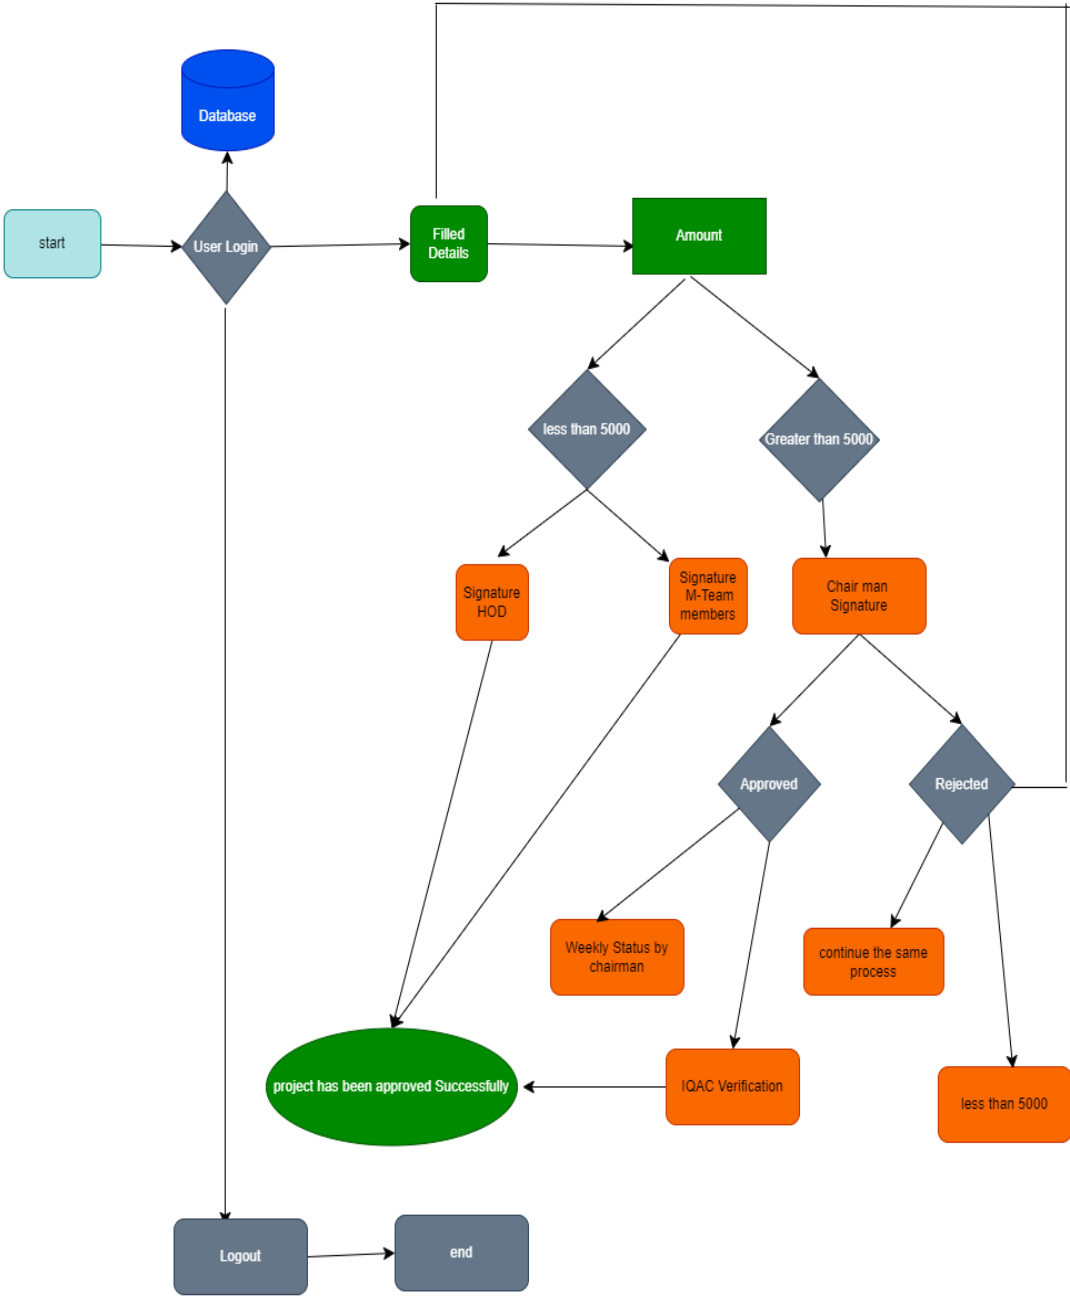 Database
start
User Login
Filled
Details
Amount
less than 5000
Greater than 5000
Signature
HOD
Signature
M-Team
members
Chair man
Signature
Approved
Rejected
Weekly Status by
chairman
continue the same
process
project has been approved Successfully
IQAC Verification
less than 5000
Logout
end